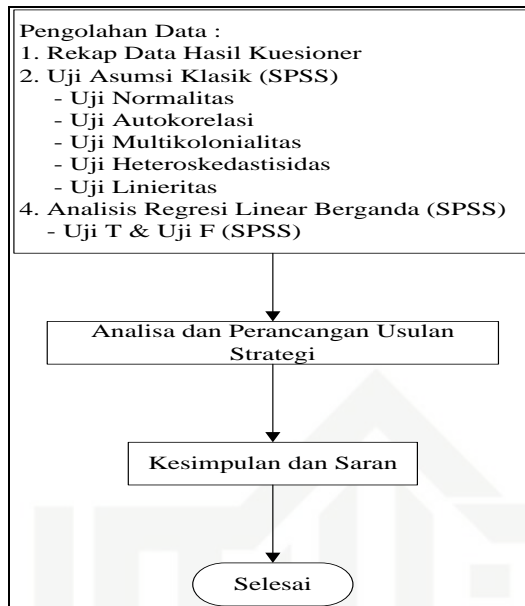 Pengolahan Data :
1. Rekap Data Hasil Kuesioner
2. Uji Asumsi Klasik (SPSS)
- Uji Normalitas
- Uji Autokorelasi
- Uji Multikolonialitas
- Uji Heteroskedastisidas
- Uji Linieritas
4. Analisis Regresi Linear Berganda (SPSS)
- Uji T & Uji F (SPSS)
Analisa dan Perancangan Usulan
Strategi
Kesimpulan dan Saran
Selesai